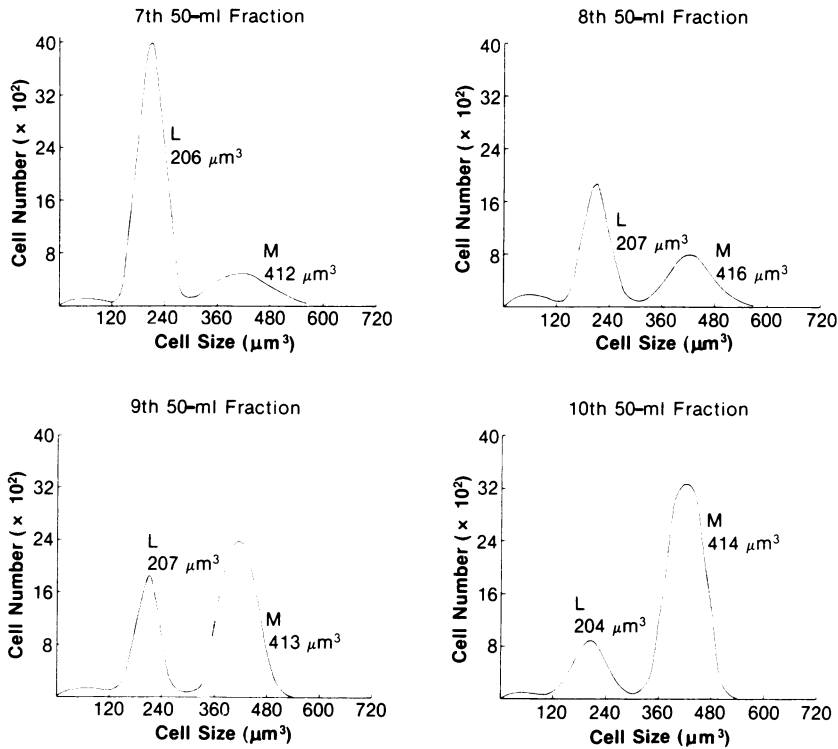 7th 50-ml Fraction
Cell Number (× 10²)
40
32
24
16
8
L
206 μm³
M
412 μm³
120 240 360 480 600 720
Cell Size (μm³)
8th 50-ml Fraction
Cell Number (× 10²)
40
32
24
16
8
L
207 μm³
M
416 μm³
120 240 360 480 600 720
Cell Size (μm³)
9th 50-ml Fraction
Cell Number (× 10²)
40
32
24
16
8
L
207 μm³
M
413 μm³
120 240 360 480 600 720
Cell Size (μm³)
10th 50-ml Fraction
Cell Number (× 10²)
40
32
24
16
8
L
204 μm³
M
414 μm³
120 240 360 480 600 720
Cell Size (μm³)